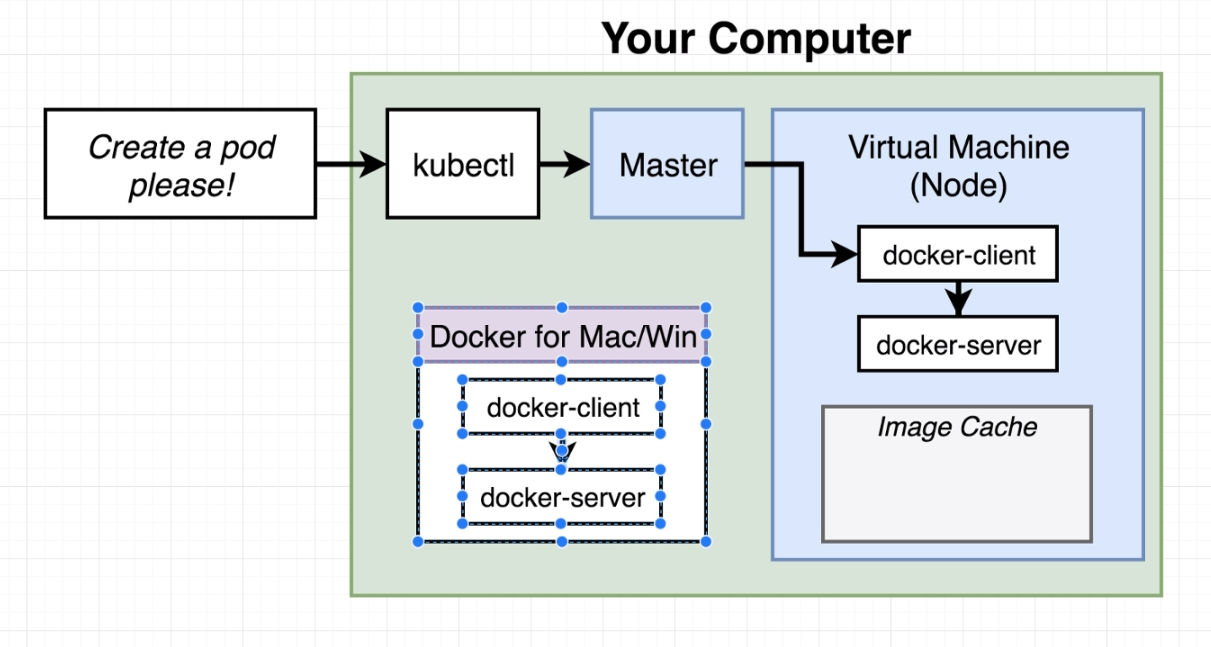 Your Computer
Create a pod
please!
kubectl
Master
Virtual Machine
(Node)
docker-client
docker-server
Image Cache
Docker for Mac/Win
docker-client
docker-server